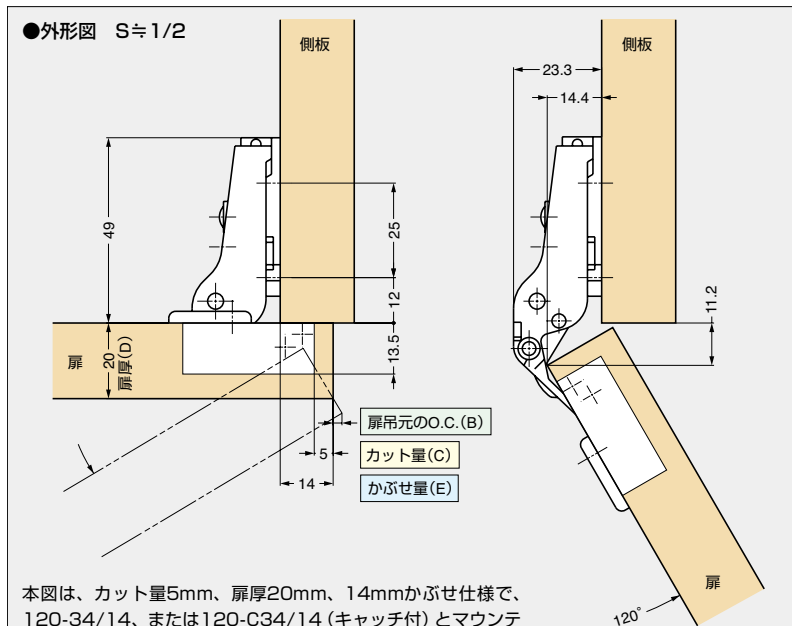 ●外形図 S≒1/2
側板
49
25
12
13.5
扉
20
扉厚(D)
扉吊元のO.C.(B)
5
カット量(C)
14
かぶせ量(E)
側板
23.3
14.4
11.2
扉
120°
本図は、カット量5mm、扉厚20mm、14mmかぶせ仕様で、
120-34/14、または120-C34/14（キャッチ付）とマウンテ